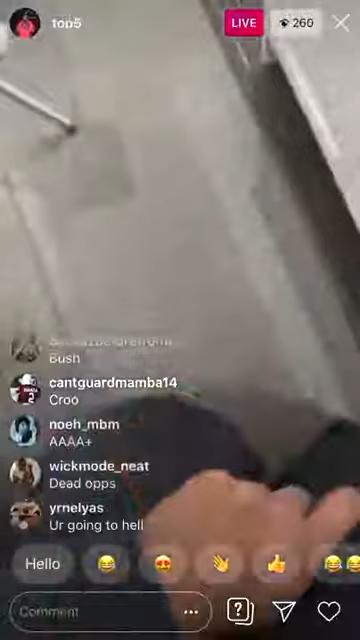 top5
LIVE
260
Bush
cantguardmamba14
Croo
noeh_mbm
AAAA+
wickmode_neat
Dead opps
yrnelyas
Ur going to hell
Hello
Comment